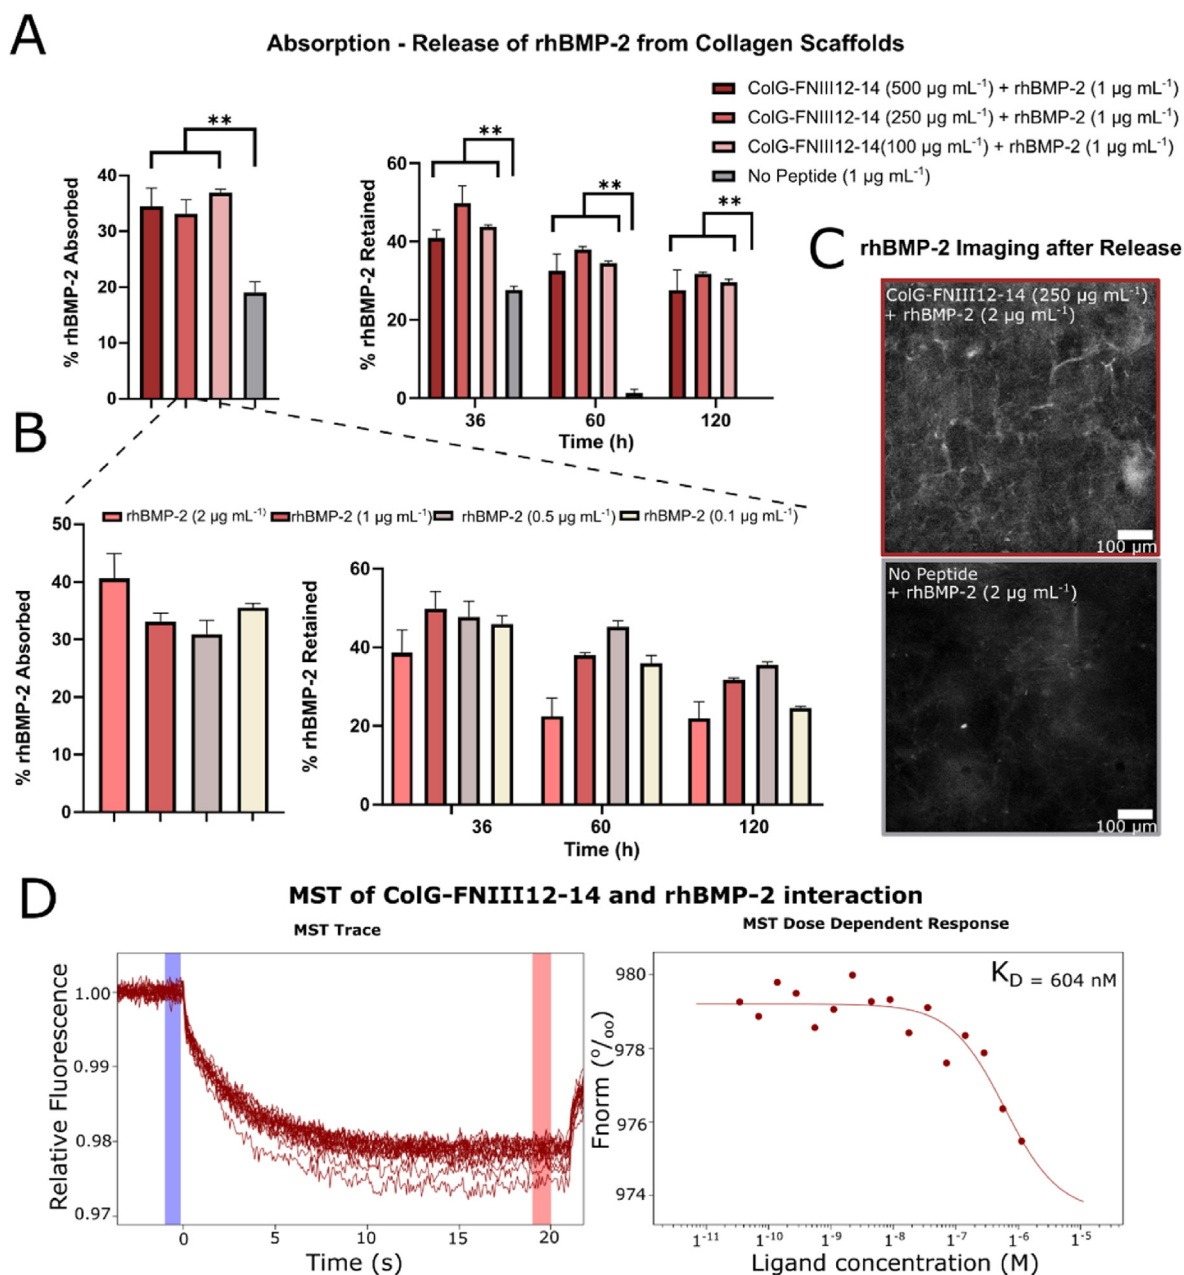 A
Absorption - Release of rhBMP-2 from Collagen Scaffolds
ColG-FNIII12-14 (500 µg mL⁻¹) + rhBMP-2 (1 µg mL⁻¹)
ColG-FNIII12-14 (250 µg mL⁻¹) + rhBMP-2 (1 µg mL⁻¹)
ColG-FNIII12-14(100 µg mL⁻¹) + rhBMP-2 (1 µg mL⁻¹)
No Peptide (1 µg mL⁻¹)
**
% rhBMP-2 Absorbed
40
30
20
10
0
**
**
**
% rhBMP-2 Retained
60
40
20
0
36
60
120
Time (h)
B
rhBMP-2 (2 µg mL⁻¹)
rhBMP-2 (1 µg mL⁻¹)
rhBMP-2 (0.5 µg mL⁻¹)
rhBMP-2 (0.1 µg mL⁻¹)
% rhBMP-2 Absorbed
50
40
30
20
10
0
% rhBMP-2 Retained
60
40
20
0
36
60
120
Time (h)
C
rhBMP-2 Imaging after Release
ColG-FNIII12-14 (250 µg mL⁻¹)
+ rhBMP-2 (2 µg mL⁻¹)
100 µm
No Peptide
+ rhBMP-2 (2 µg mL⁻¹)
100 µm
D
MST of ColG-FNIII12-14 and rhBMP-2 interaction
MST Trace
Relative Fluorescence
1.00
0.99
0.98
0.97
0
5
10
15
20
Time (s)
MST Dose Dependent Response
K_D = 604 nM
Fnorm (°/₀₀)
980
978
976
974
1⁻¹¹
1⁻¹⁰
1⁻⁹
1⁻⁸
1⁻⁷
1⁻⁶
1⁻⁵
Ligand concentration (M)